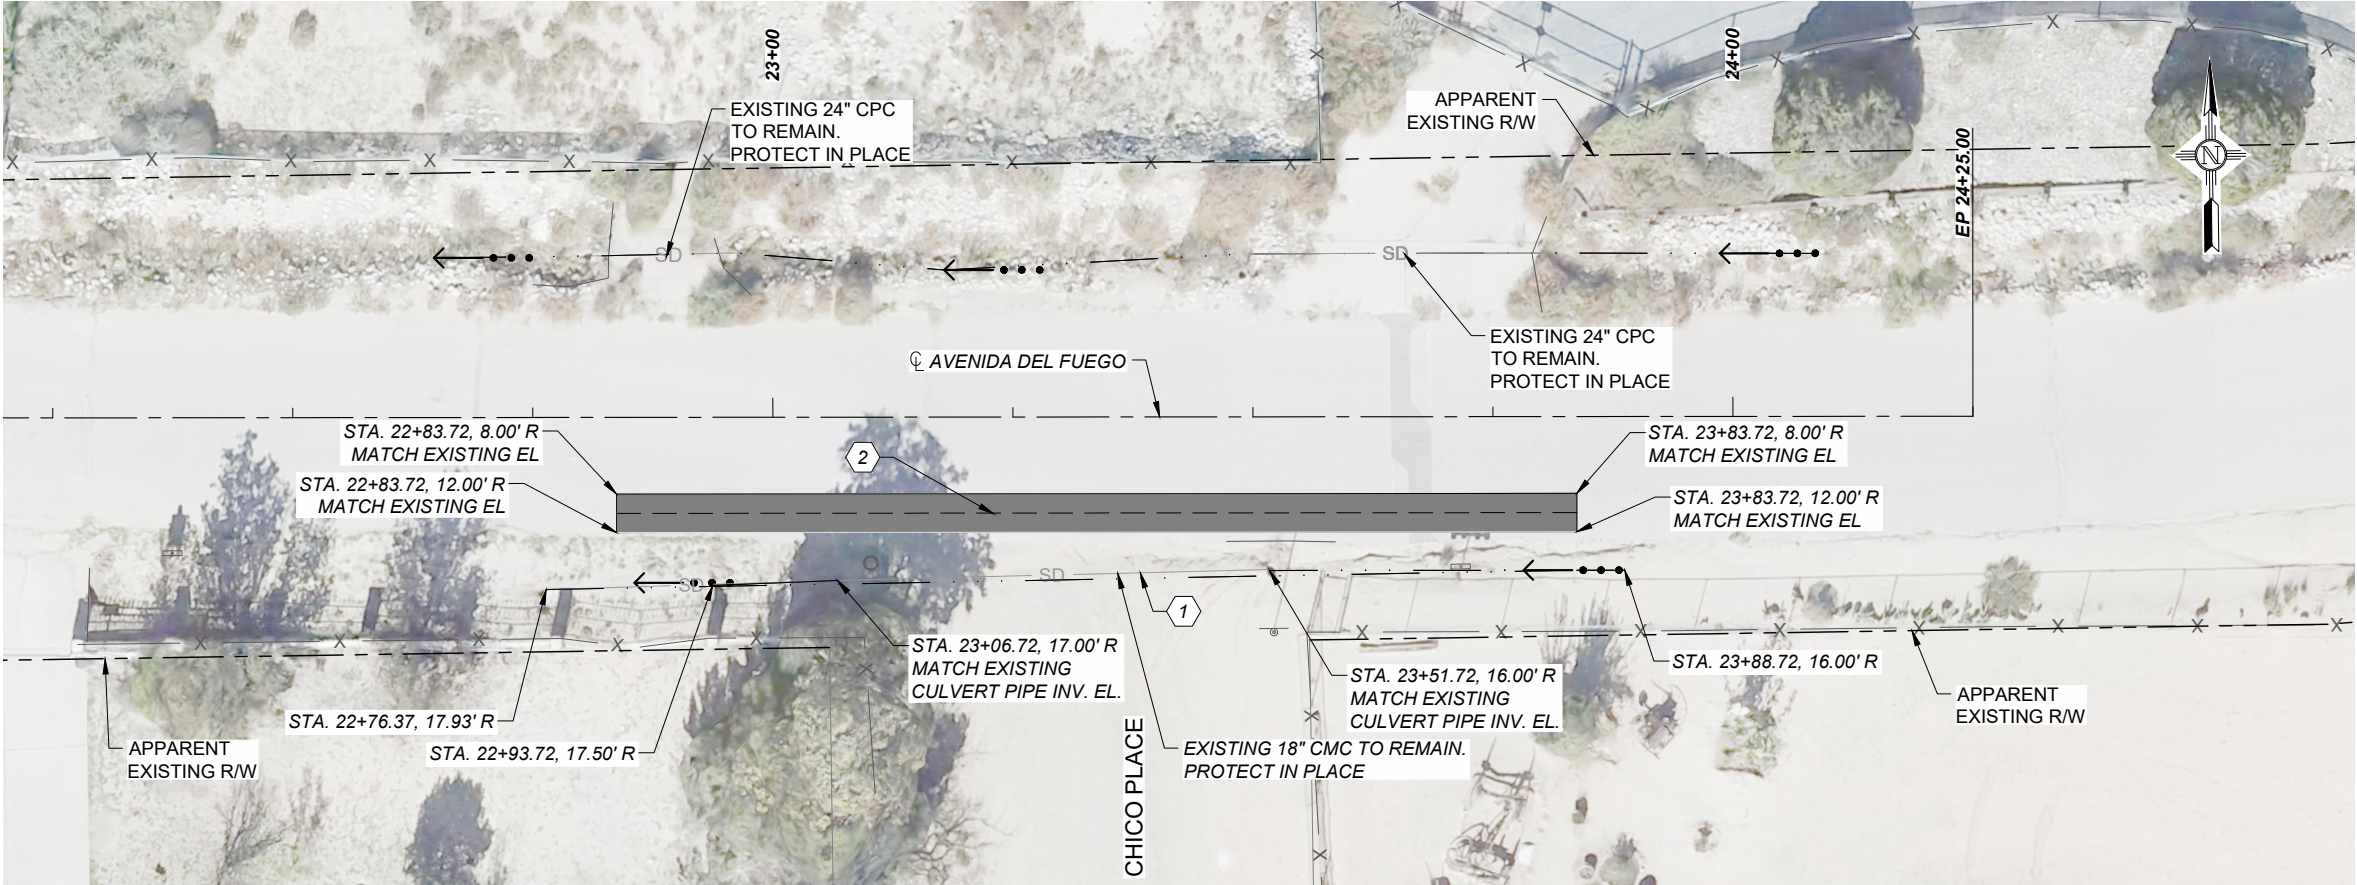 23+00
24+00
EXISTING 24" CPC
TO REMAIN.
PROTECT IN PLACE
APPARENT
EXISTING R/W
EP 24+25.00
N
SD
SD
EXISTING 24" CPC
TO REMAIN.
PROTECT IN PLACE
℄ AVENIDA DEL FUEGO
STA. 22+83.72, 8.00' R
MATCH EXISTING EL
STA. 22+83.72, 12.00' R
MATCH EXISTING EL
2
STA. 23+83.72, 8.00' R
MATCH EXISTING EL
STA. 23+83.72, 12.00' R
MATCH EXISTING EL
SD
SD
1
STA. 23+06.72, 17.00' R
MATCH EXISTING
CULVERT PIPE INV. EL.
STA. 23+51.72, 16.00' R
MATCH EXISTING
CULVERT PIPE INV. EL.
STA. 23+88.72, 16.00' R
APPARENT
EXISTING R/W
STA. 22+76.37, 17.93' R
STA. 22+93.72, 17.50' R
APPARENT
EXISTING R/W
CHICO PLACE
EXISTING 18" CMC TO REMAIN.
PROTECT IN PLACE